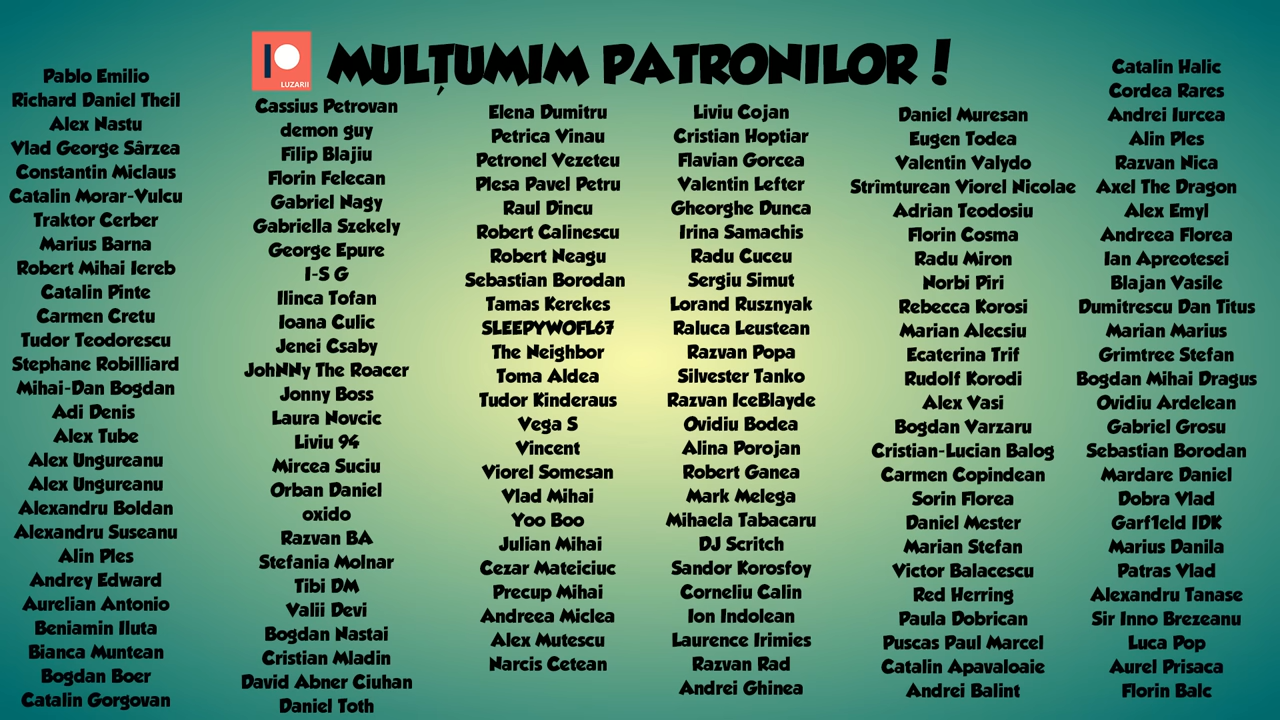 LUZARII
MULȚUMIM PATRONILOR!
Pablo Emilio
Richard Daniel Theil
Alex Nastu
Vlad George Sârzea
Constantin Miclaus
Catalin Morar-Vulcu
Traktor Cerber
Marius Barna
Robert Mihai Iereb
Catalin Pinte
Carmen Cretu
Tudor Teodorescu
Stephane Robilliard
Mihai-Dan Bogdan
Adi Denis
Alex Tube
Alex Ungureanu
Alex Ungureanu
Alexandru Boldan
Alexandru Suseanu
Alin Ples
Andrey Edward
Aurelian Antonio
Beniamin Iluta
Bianca Muntean
Bogdan Boer
Catalin Gorgovan
Cassius Petrovan
demon guy
Filip Blajiu
Florin Felecan
Gabriel Nagy
Gabriella Szekely
George Epure
I-S G
Ilinca Tofan
Ioana Culic
Jenei Csaby
JohNNy The Roacer
Jonny Boss
Laura Novcic
Liviu 94
Mircea Suciu
Orban Daniel
oxido
Razvan BA
Stefania Molnar
Tibi DM
Valii Devi
Bogdan Nastai
Cristian Mladin
David Abner Ciuhan
Daniel Toth
Elena Dumitru
Petrica Vinau
Petronel Vezeteu
Plesa Pavel Petru
Raul Dincu
Robert Calinescu
Robert Neagu
Sebastian Borodan
Tamas Kerekes
SLEEPYWOFL67
The Neighbor
Toma Aldea
Tudor Kinderaus
Vega S
Vincent
Viorel Somesan
Vlad Mihai
Yoo Boo
Julian Mihai
Cezar Mateiciuc
Precup Mihai
Andreea Miclea
Alex Mutescu
Narcis Cetean
Liviu Cojan
Cristian Hoptiar
Flavian Gorcea
Valentin Lefter
Gheorghe Dunca
Irina Samachis
Radu Cuceu
Sergiu Simut
Lorand Rusznyak
Raluca Leustean
Razvan Popa
Silvester Tanko
Razvan IceBlayde
Ovidiu Bodea
Alina Porojan
Robert Ganea
Mark Melega
Mihaela Tabacaru
DJ Scritch
Sandor Korosfoy
Corneliu Calin
Ion Indolean
Laurence Irimies
Razvan Rad
Andrei Ghinea
Daniel Muresan
Eugen Todea
Valentin Valydo
Strîmturean Viorel Nicolae
Adrian Teodosiu
Florin Cosma
Radu Miron
Norbi Piri
Rebecca Korosi
Marian Alecsiu
Ecaterina Trif
Rudolf Korodi
Alex Vasi
Bogdan Varzaru
Cristian-Lucian Balog
Carmen Copindean
Sorin Florea
Daniel Mester
Marian Stefan
Victor Balacescu
Red Herring
Paula Dobrican
Puscas Paul Marcel
Catalin Apavaloaie
Andrei Balint
Catalin Halic
Cordea Rares
Andrei Iurcea
Alin Ples
Razvan Nica
Axel The Dragon
Alex Emyl
Andreea Florea
Ian Apreotesei
Blajan Vasile
Dumitrescu Dan Titus
Marian Marius
Grimtree Stefan
Bogdan Mihai Dragus
Ovidiu Ardelean
Gabriel Grosu
Sebastian Borodan
Mardare Daniel
Dobra Vlad
Garf1eld IDK
Marius Danila
Patras Vlad
Alexandru Tanase
Sir Inno Brezeanu
Luca Pop
Aurel Prisaca
Florin Balc